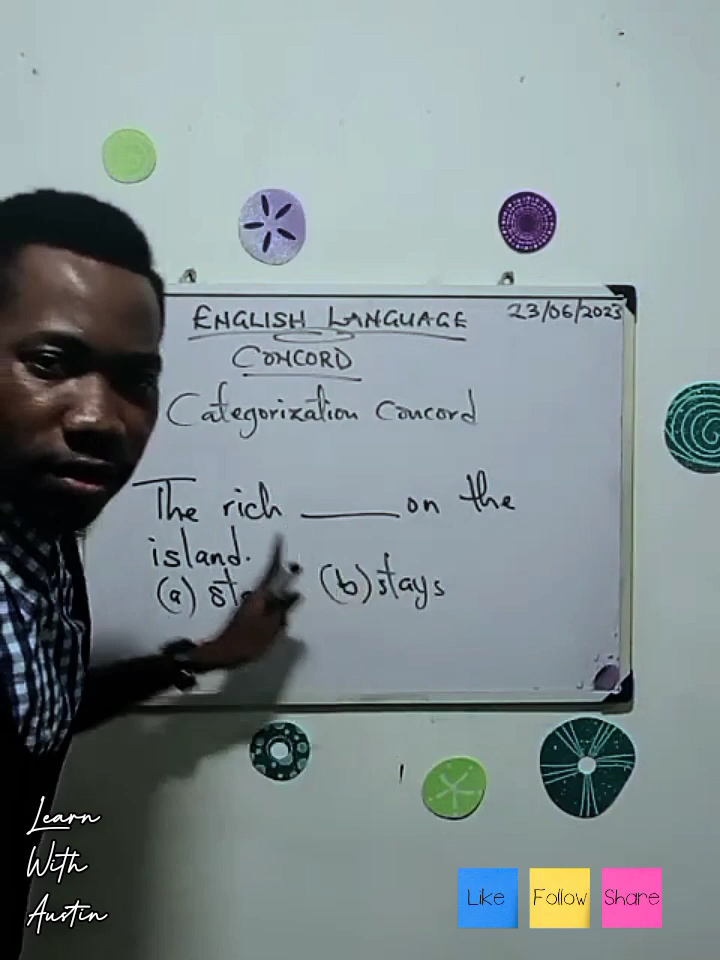 ENGLISH LANGUAGE
23/06/2023
CONCORD
Categorization Concord
The rich ______ on the
island.
(a) (b) stays
Learn
With
Austin
Like Follow Share